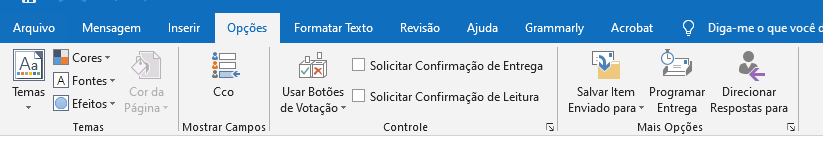 Arquivo
Mensagem
Inserir
Opções
Formatar Texto
Revisão
Ajuda
Grammarly
Acrobat
Diga-me o que você
Aa
Temas
Cores
A
Fontes
Efeitos
Cor da
Página
Temas
Cco
Mostrar Campos
Usar Botões
de Votação
Solicitar Confirmação de Entrega
Solicitar Confirmação de Leitura
Controle
Salvar Item
Enviado para
Programar
Entrega
Direcionar
Respostas para
Mais Opções